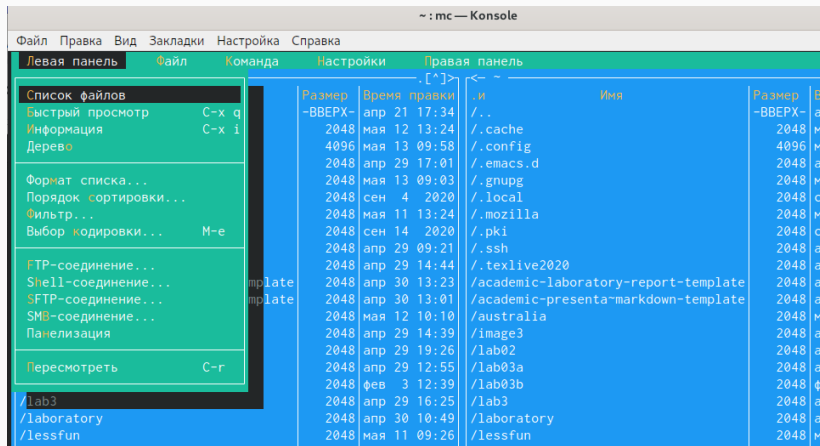 ~ : mc — Konsole
Файл Правка Вид Закладки Настройка Справка
Левая панель Файл Команда Настройки Правая панель
.[^]> <- ~
Список файлов Размер Время правки .и Имя Размер
Быстрый просмотр C-x q -ВВЕРХ- апр 21 17:34 /.. -ВВЕРХ-
Информация C-x i 2048 мая 12 13:24 /.cache 2048
Дерево 4096 мая 13 09:58 /.config 4096
2048 апр 29 17:01 /.emacs.d 2048
Формат списка... 2048 мая 13 09:03 /.gnupg 2048
Порядок сортировки... 2048 сен 4 2020 /.local 2048
Фильтр... 2048 мая 11 13:24 /.mozilla 2048
Выбор кодировки... M-e 2048 сен 14 2020 /.pki 2048
2048 апр 29 09:21 /.ssh 2048
FTP-соединение... 2048 апр 29 14:44 /.texlive2020 2048
Shell-соединение... mplate 2048 апр 30 13:23 /academic-laboratory-report-template 2048
SFTP-соединение... mplate 2048 апр 30 13:01 /academic-presenta~markdown-template 2048
SMB-соединение... 2048 мая 12 10:10 /australia 2048
Панелизация 2048 апр 29 14:39 /image3 2048
2048 апр 29 19:26 /lab02 2048
Пересмотреть C-r 2048 апр 29 12:55 /lab03a 2048
2048 фев 3 12:39 /lab03b 2048
/lab3 2048 апр 29 16:25 /lab3 2048
/laboratory 2048 апр 30 10:49 /laboratory 2048
/lessfun 2048 мая 11 09:26 /lessfun 2048